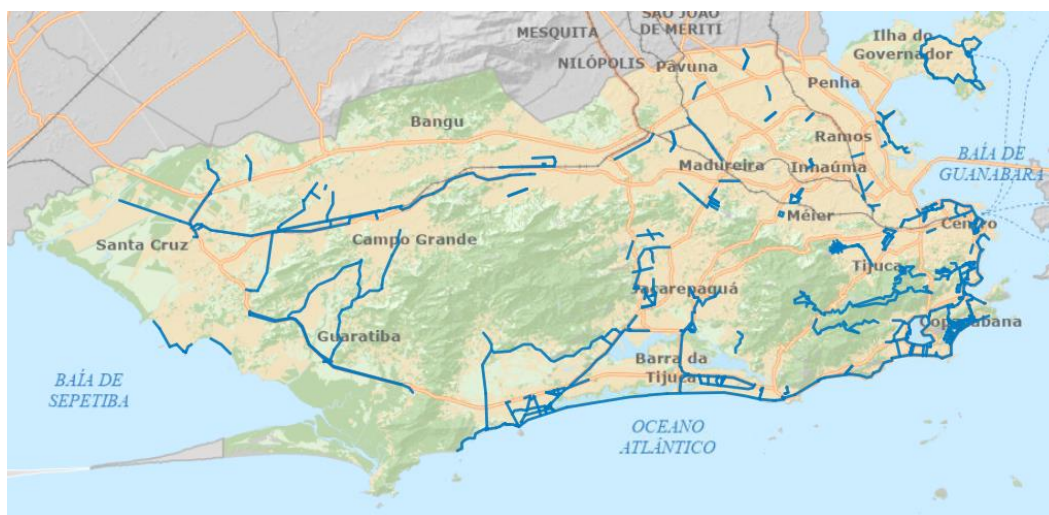 SÃO JOÃO
DE MERITI
MESQUITA
Ilha do
Governador
NILÓPOLIS
Pavuna
Penha
Bangu
Ramos
Madureira
Inhaúma
BAÍA DE
GUANABARA
Méier
Centro
Santa Cruz
Campo Grande
Tijuca
Jacarepaguá
Guaratiba
Copacabana
Barra da
Tijuca
BAÍA DE
SEPETIBA
OCEANO
ATLÁNTICO